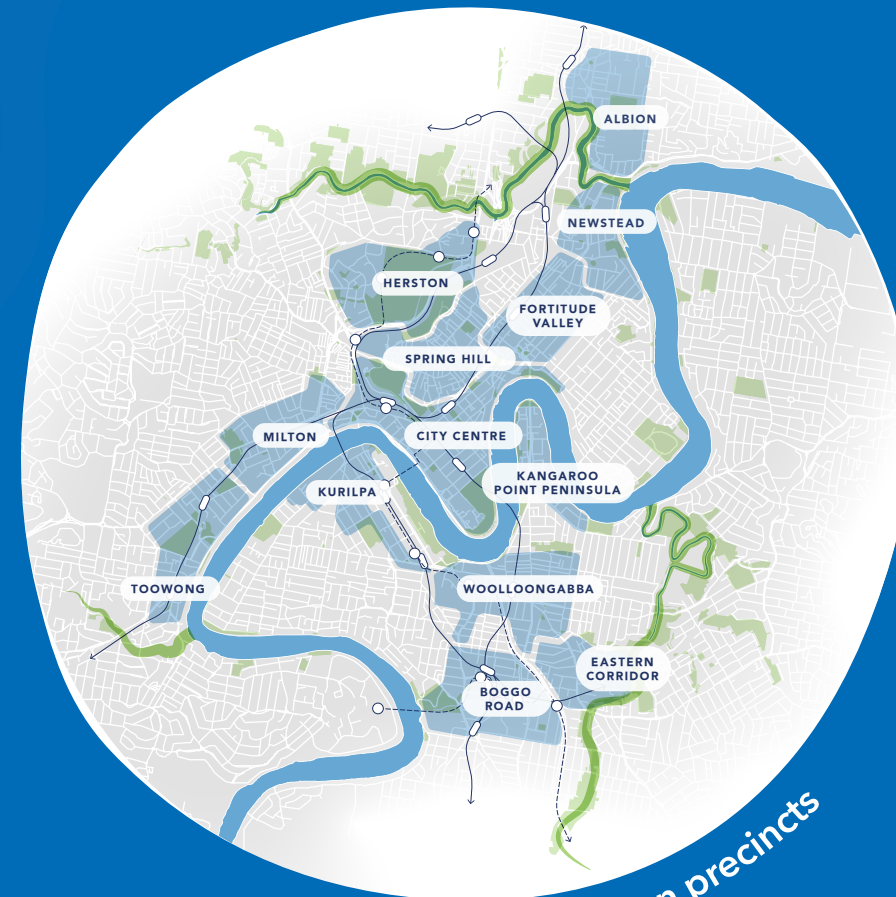 ALBION
NEWSTEAD
HERSTON
FORTITUDE
VALLEY
SPRING HILL
MILTON
CITY CENTRE
KANGAROO
POINT PENINSULA
KURILPA
TOOWONG
WOOLLOONGABBA
EASTERN
CORRIDOR
BOGGO
ROAD
precincts